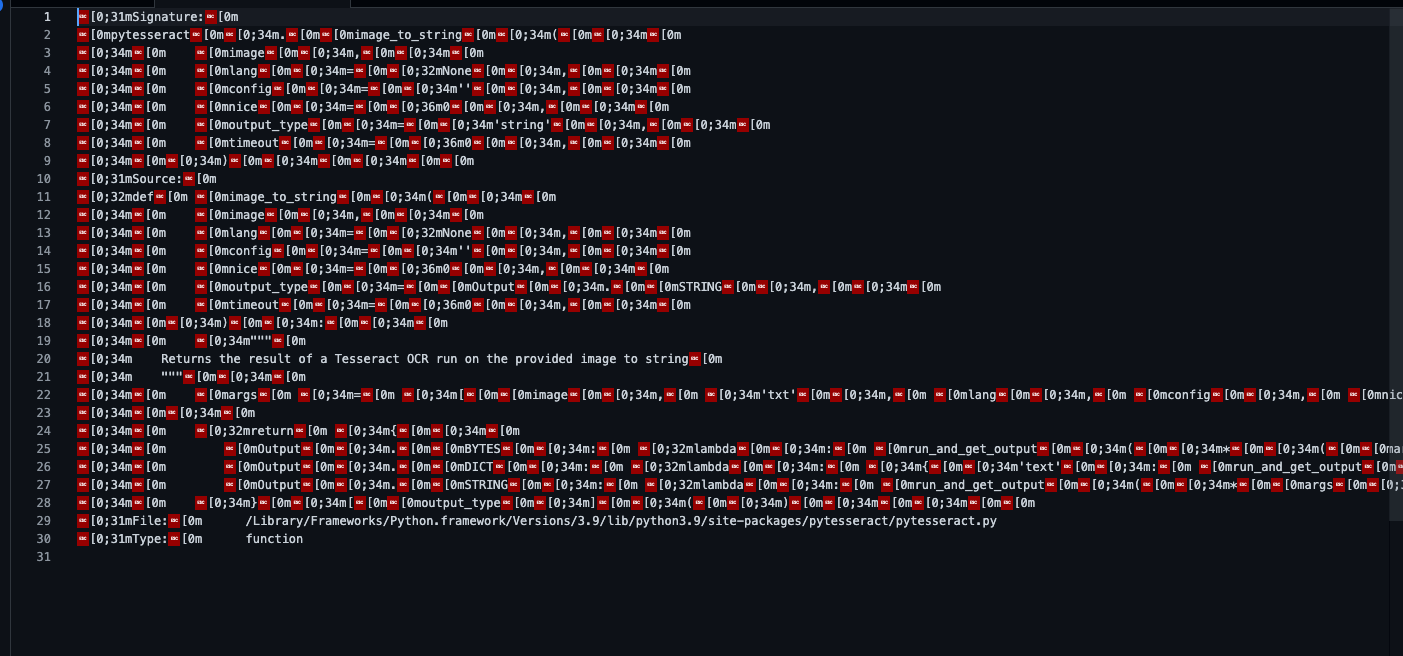 1 ␛[0;31mSignature:␛[0m
2 ␛[0mpytesseract␛[0m␛[0;34m.␛[0m␛[0mimage_to_string␛[0m␛[0;34m(␛[0m␛[0;34m␛[0m
3 ␛[0;34m␛[0m    ␛[0mimage␛[0m␛[0;34m,␛[0m␛[0;34m␛[0m
4 ␛[0;34m␛[0m    ␛[0mlang␛[0m␛[0;34m=␛[0m␛[0;32mNone␛[0m␛[0;34m,␛[0m␛[0;34m␛[0m
5 ␛[0;34m␛[0m    ␛[0mconfig␛[0m␛[0;34m=␛[0m␛[0;34m''␛[0m␛[0;34m,␛[0m␛[0;34m␛[0m
6 ␛[0;34m␛[0m    ␛[0mnice␛[0m␛[0;34m=␛[0m␛[0;36m0␛[0m␛[0;34m,␛[0m␛[0;34m␛[0m
7 ␛[0;34m␛[0m    ␛[0moutput_type␛[0m␛[0;34m=␛[0m␛[0;34m'string'␛[0m␛[0;34m,␛[0m␛[0;34m␛[0m
8 ␛[0;34m␛[0m    ␛[0mtimeout␛[0m␛[0;34m=␛[0m␛[0;36m0␛[0m␛[0;34m,␛[0m␛[0;34m␛[0m
9 ␛[0;34m␛[0m␛[0;34m)␛[0m␛[0;34m␛[0m␛[0;34m␛[0m␛[0m
10 ␛[0;31mSource:␛[0m
11 ␛[0;32mdef␛[0m ␛[0mimage_to_string␛[0m␛[0;34m(␛[0m␛[0;34m␛[0m
12 ␛[0;34m␛[0m    ␛[0mimage␛[0m␛[0;34m,␛[0m␛[0;34m␛[0m
13 ␛[0;34m␛[0m    ␛[0mlang␛[0m␛[0;34m=␛[0m␛[0;32mNone␛[0m␛[0;34m,␛[0m␛[0;34m␛[0m
14 ␛[0;34m␛[0m    ␛[0mconfig␛[0m␛[0;34m=␛[0m␛[0;34m''␛[0m␛[0;34m,␛[0m␛[0;34m␛[0m
15 ␛[0;34m␛[0m    ␛[0mnice␛[0m␛[0;34m=␛[0m␛[0;36m0␛[0m␛[0;34m,␛[0m␛[0;34m␛[0m
16 ␛[0;34m␛[0m    ␛[0moutput_type␛[0m␛[0;34m=␛[0m␛[0mOutput␛[0m␛[0;34m.␛[0m␛[0mSTRING␛[0m␛[0;34m,␛[0m␛[0;34m␛[0m
17 ␛[0;34m␛[0m    ␛[0mtimeout␛[0m␛[0;34m=␛[0m␛[0;36m0␛[0m␛[0;34m,␛[0m␛[0;34m␛[0m
18 ␛[0;34m␛[0m␛[0;34m)␛[0m␛[0;34m:␛[0m␛[0;34m␛[0m
19 ␛[0;34m␛[0m    ␛[0;34m"""␛[0m
20 ␛[0;34m    Returns the result of a Tesseract OCR run on the provided image to string␛[0m
21 ␛[0;34m    """␛[0m␛[0;34m␛[0m
22 ␛[0;34m␛[0m    ␛[0margs␛[0m ␛[0;34m=␛[0m ␛[0;34m[␛[0m␛[0mimage␛[0m␛[0;34m,␛[0m ␛[0;34m'txt'␛[0m␛[0;34m,␛[0m ␛[0mlang␛[0m␛[0;34m,␛[0m ␛[0mconfig␛[0m␛[0;34m,␛[0m ␛[0mnic
23 ␛[0;34m␛[0m␛[0;34m␛[0m
24 ␛[0;34m␛[0m    ␛[0;32mreturn␛[0m ␛[0;34m{␛[0m␛[0;34m␛[0m
25 ␛[0;34m␛[0m        ␛[0mOutput␛[0m␛[0;34m.␛[0m␛[0mBYTES␛[0m␛[0;34m:␛[0m ␛[0;32mlambda␛[0m␛[0;34m:␛[0m ␛[0mrun_and_get_output␛[0m␛[0;34m(␛[0m␛[0;34m*␛[0m␛[0;34m(␛[0m␛[0mar
26 ␛[0;34m␛[0m        ␛[0mOutput␛[0m␛[0;34m.␛[0m␛[0mDICT␛[0m␛[0;34m:␛[0m ␛[0;32mlambda␛[0m␛[0;34m:␛[0m ␛[0;34m{␛[0m␛[0;34m'text'␛[0m␛[0;34m:␛[0m ␛[0mrun_and_get_output␛[0m␛
27 ␛[0;34m␛[0m        ␛[0mOutput␛[0m␛[0;34m.␛[0m␛[0mSTRING␛[0m␛[0;34m:␛[0m ␛[0;32mlambda␛[0m␛[0;34m:␛[0m ␛[0mrun_and_get_output␛[0m␛[0;34m(␛[0m␛[0;34m*␛[0m␛[0margs␛[0m␛[0;
28 ␛[0;34m␛[0m    ␛[0;34m}␛[0m␛[0;34m[␛[0m␛[0moutput_type␛[0m␛[0;34m]␛[0m␛[0;34m(␛[0m␛[0;34m)␛[0m␛[0;34m␛[0m␛[0;34m␛[0m␛[0m
29 ␛[0;31mFile:␛[0m      /Library/Frameworks/Python.framework/Versions/3.9/lib/python3.9/site-packages/pytesseract/pytesseract.py
30 ␛[0;31mType:␛[0m      function
31